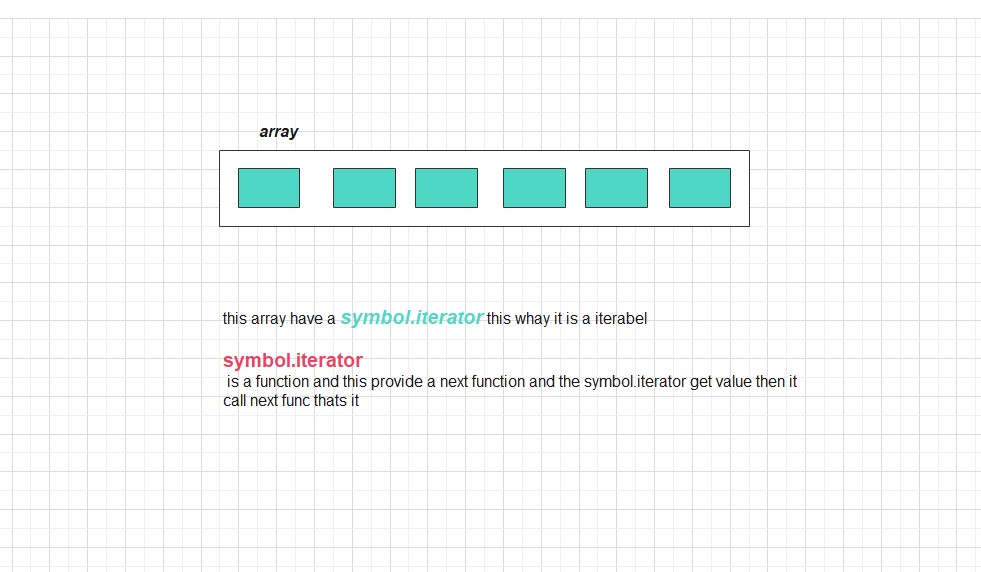 array
this array have a symbol.iterator this whay it is a iterabel
symbol.iterator
is a function and this provide a next function and the symbol.iterator get value then it
call next func thats it